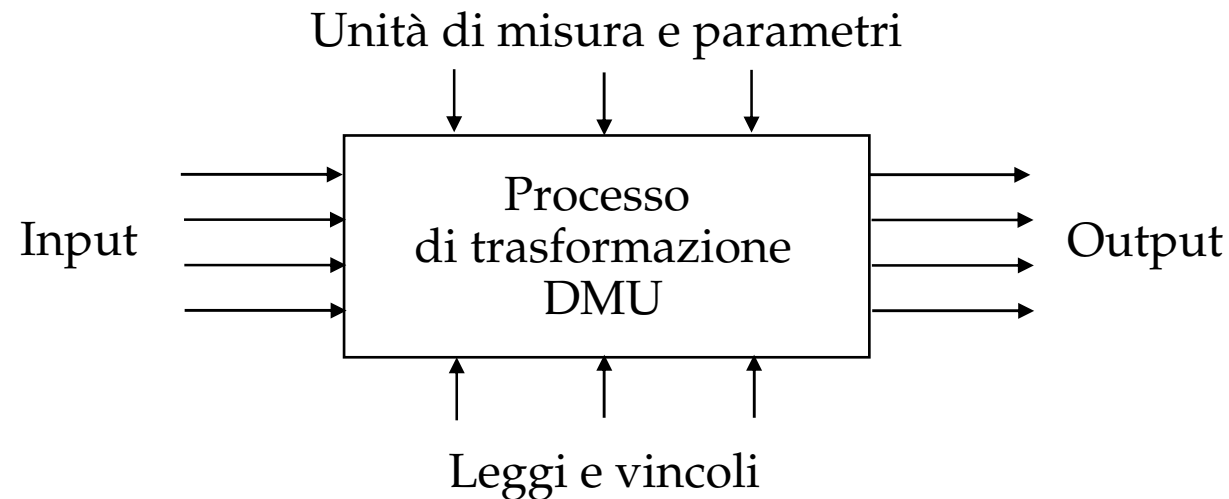 Unità di misura e parametri
Input
Processo
di trasformazione
DMU
Output
Leggi e vincoli